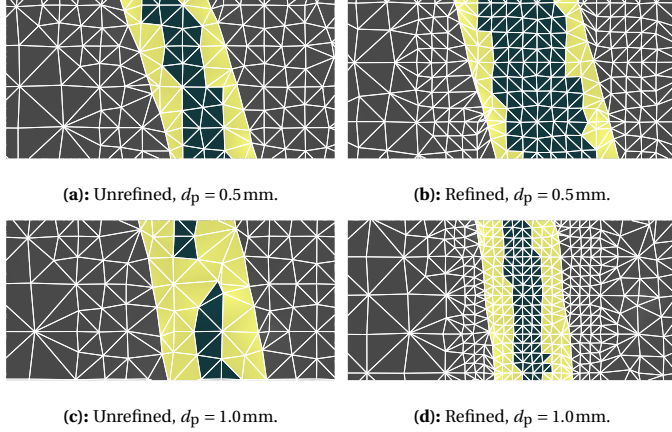 (a): Unrefined, dp = 0.5 mm.
(b): Refined, dp = 0.5 mm.
(c): Unrefined, dp = 1.0 mm.
(d): Refined, dp = 1.0 mm.